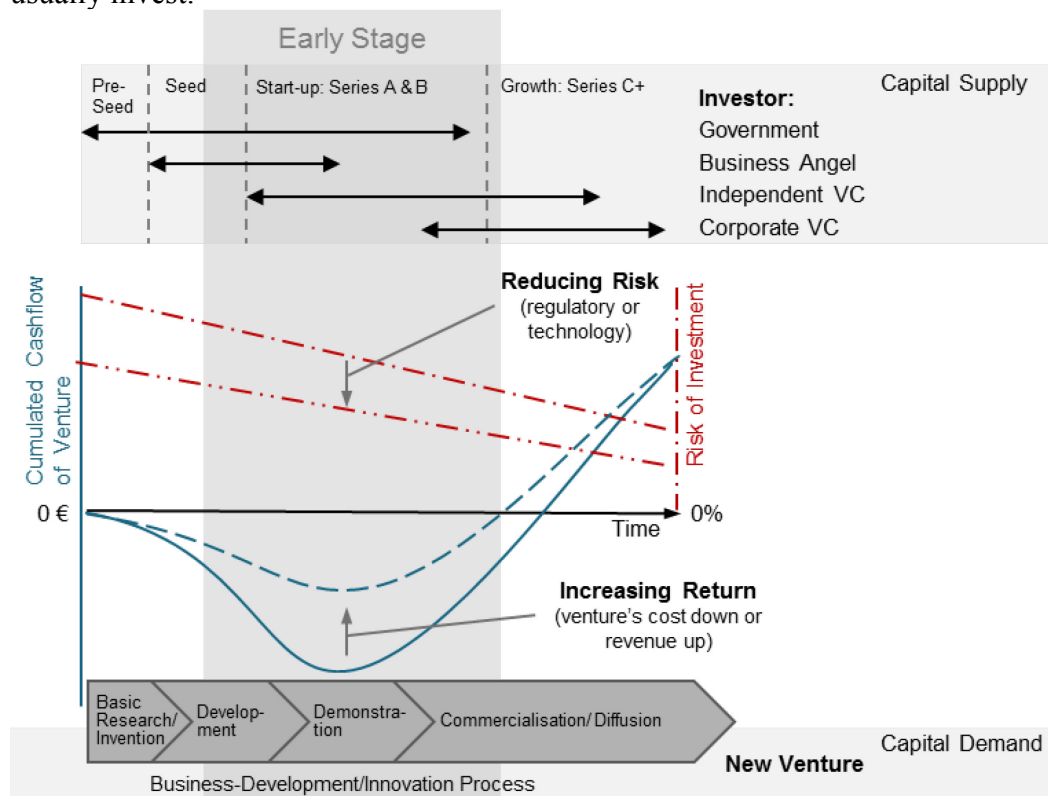 usually invest.
Early Stage
Pre-
Seed
Seed
Start-up: Series A & B
Growth: Series C+
Capital Supply
Investor:
Government
Business Angel
Independent VC
Corporate VC
Cumulated Cashflow
of Venture
Reducing Risk
(regulatory or
technology)
Risk of Investment
0 €
Time
0%
Increasing Return
(venture's cost down or
revenue up)
Basic
Research/
Invention
Develop-
ment
Demonstra-
tion
Commercialisation/ Diffusion
Capital Demand
New Venture
Business-Development/Innovation Process